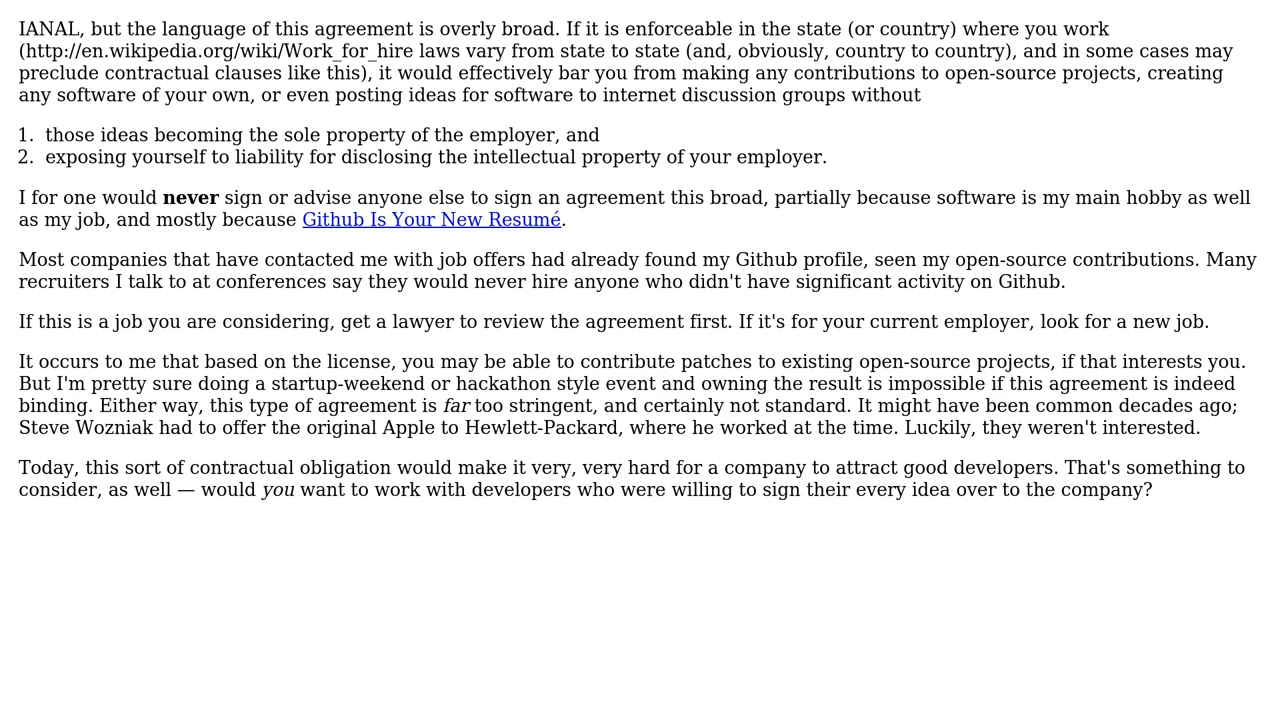 IANAL, but the language of this agreement is overly broad. If it is enforceable in the state (or country) where you work
(http://en.wikipedia.org/wiki/Work_for_hire laws vary from state to state (and, obviously, country to country), and in some cases may
preclude contractual clauses like this), it would effectively bar you from making any contributions to open-source projects, creating
any software of your own, or even posting ideas for software to internet discussion groups without
1. those ideas becoming the sole property of the employer, and
2. exposing yourself to liability for disclosing the intellectual property of your employer.
I for one would never sign or advise anyone else to sign an agreement this broad, partially because software is my main hobby as well
as my job, and mostly because Github Is Your New Resumé.
Most companies that have contacted me with job offers had already found my Github profile, seen my open-source contributions. Many
recruiters I talk to at conferences say they would never hire anyone who didn't have significant activity on Github.
If this is a job you are considering, get a lawyer to review the agreement first. If it's for your current employer, look for a new job.
It occurs to me that based on the license, you may be able to contribute patches to existing open-source projects, if that interests you.
But I'm pretty sure doing a startup-weekend or hackathon style event and owning the result is impossible if this agreement is indeed
binding. Either way, this type of agreement is far too stringent, and certainly not standard. It might have been common decades ago;
Steve Wozniak had to offer the original Apple to Hewlett-Packard, where he worked at the time. Luckily, they weren't interested.
Today, this sort of contractual obligation would make it very, very hard for a company to attract good developers. That's something to
consider, as well — would you want to work with developers who were willing to sign their every idea over to the company?